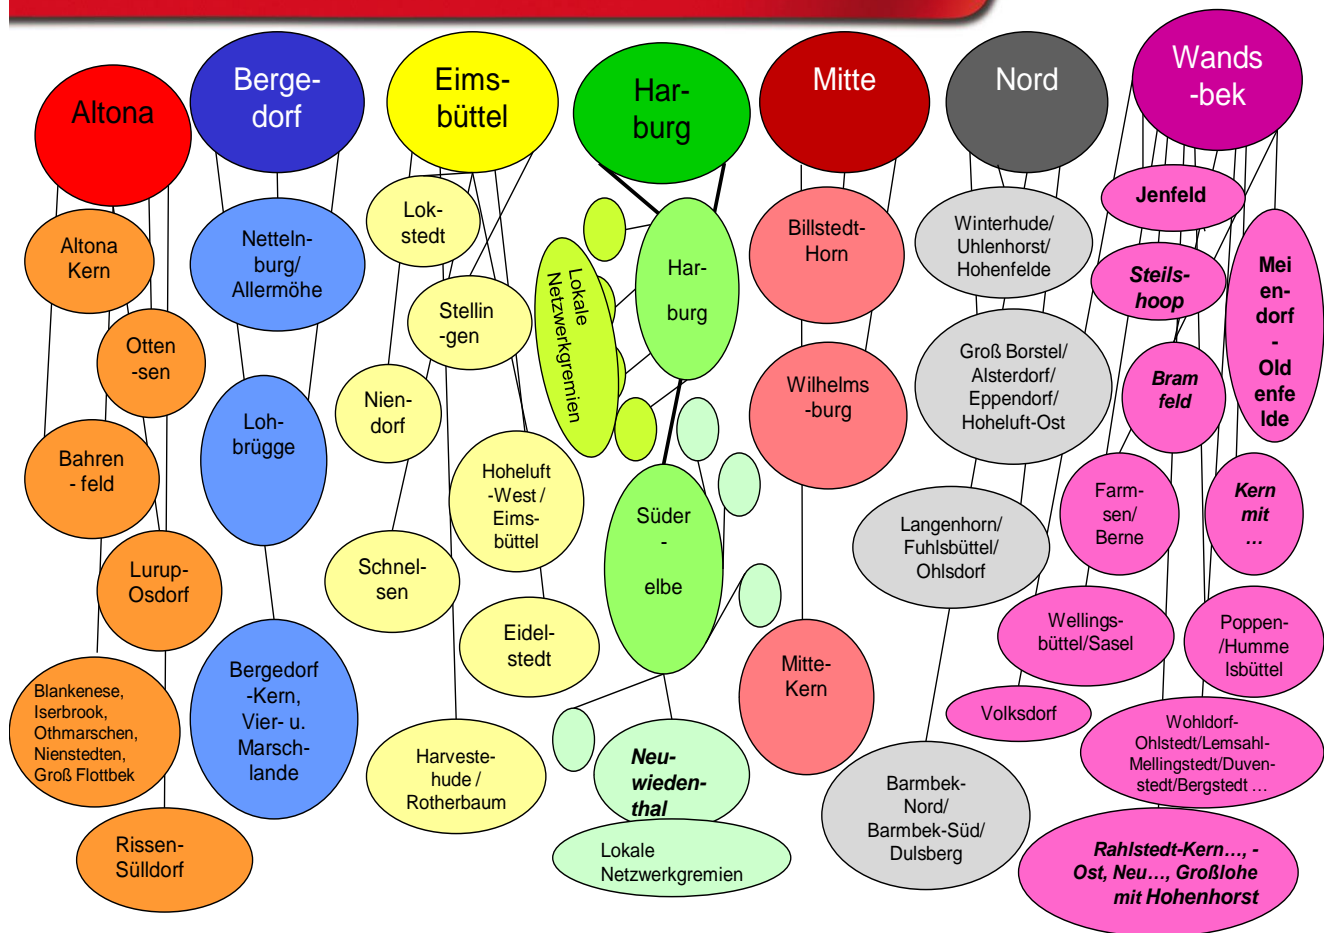 Altona
Berge-
dorf
Eims-
büttel
Har-
burg
Mitte
Nord
Wands
-bek
Altona
Kern
Otten
-sen
Bahren
- feld
Lurup-
Osdorf
Blankenese,
Iserbrook,
Othmarschen,
Nienstedten,
Groß Flottbek
Rissen-
Sülldorf
Netteln-
burg/
Allermöhe
Loh-
brügge
Bergedorf
-Kern,
Vier- u.
Marsch-
lande
Lok-
stedt
Stellin
-gen
Nien-
dorf
Hoheluft
-West /
Eims-
büttel
Schnel-
sen
Eidel-
stedt
Harveste-
hude /
Rotherbaum
Lokale
Netzwerkgremien
Har-
burg
Süder
-
elbe
Neu-
wieden-
thal
Lokale
Netzwerkgremien
Billstedt-
Horn
Wilhelms
-burg
Mitte-
Kern
Winterhude/
Uhlenhorst/
Hohenfelde
Groß Borstel/
Alsterdorf/
Eppendorf/
Hoheluft-Ost
Langenhorn/
Fuhlsbüttel/
Ohlsdorf
Barmbek-
Nord/
Barmbek-Süd/
Dulsberg
Jenfeld
Steils-
hoop
Mei
en-
dorf
-
Old
enfe
lde
Bram
feld
Farm-
sen/
Berne
Kern
mit
...
Wellings-
büttel/Sasel
Poppen-
/Humme
lsbüttel
Volksdorf
Wohldorf-
Ohlstedt/Lemsahl-
Mellingstedt/Duven-
stedt/Bergstedt ...
Rahlstedt-Kern…, -
Ost, Neu…, Großlohe
mit Hohenhorst